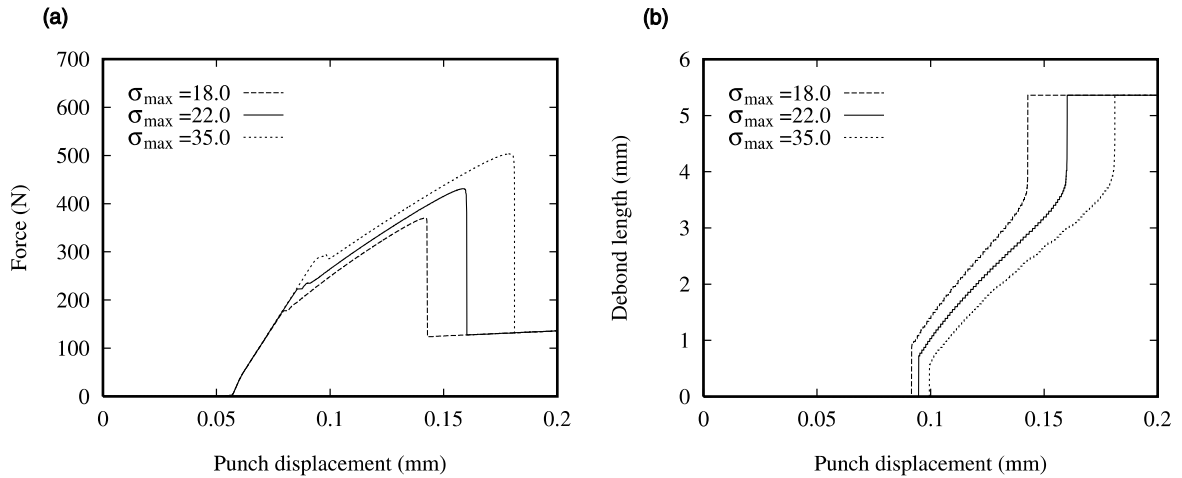 (a)
700
600
500
400
300
200
100
0
Force (N)
σmax =18.0
σmax =22.0
σmax =35.0
0 0.05 0.1 0.15 0.2
Punch displacement (mm)
(b)
6
5
4
3
2
1
0
Debond length (mm)
σmax =18.0
σmax =22.0
σmax =35.0
0 0.05 0.1 0.15 0.2
Punch displacement (mm)